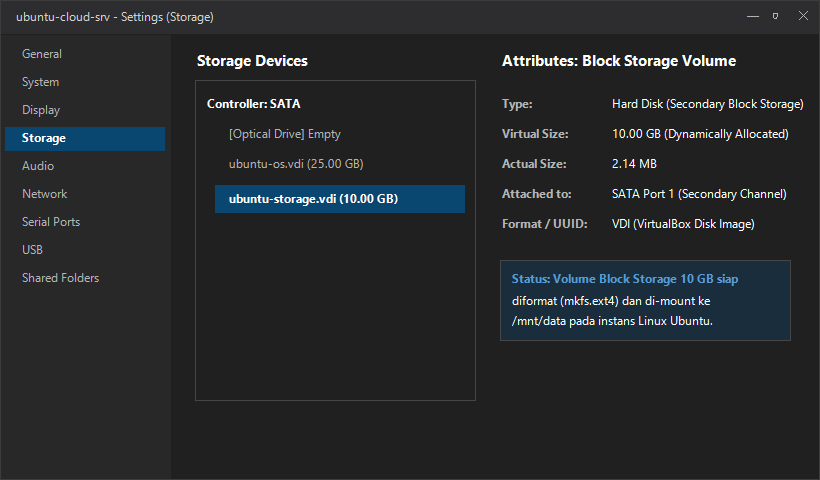 ubuntu-cloud-srv - Settings (Storage)
General
System
Display
Storage
Audio
Network
Serial Ports
USB
Shared Folders
Storage Devices
Controller: SATA
[Optical Drive] Empty
ubuntu-os.vdi (25.00 GB)
ubuntu-storage.vdi (10.00 GB)
Attributes: Block Storage Volume
Type: Hard Disk (Secondary Block Storage)
Virtual Size: 10.00 GB (Dynamically Allocated)
Actual Size: 2.14 MB
Attached to: SATA Port 1 (Secondary Channel)
Format / UUID: VDI (VirtualBox Disk Image)
Status: Volume Block Storage 10 GB siap
diformat (mkfs.ext4) dan di-mount ke
/mnt/data pada instans Linux Ubuntu.